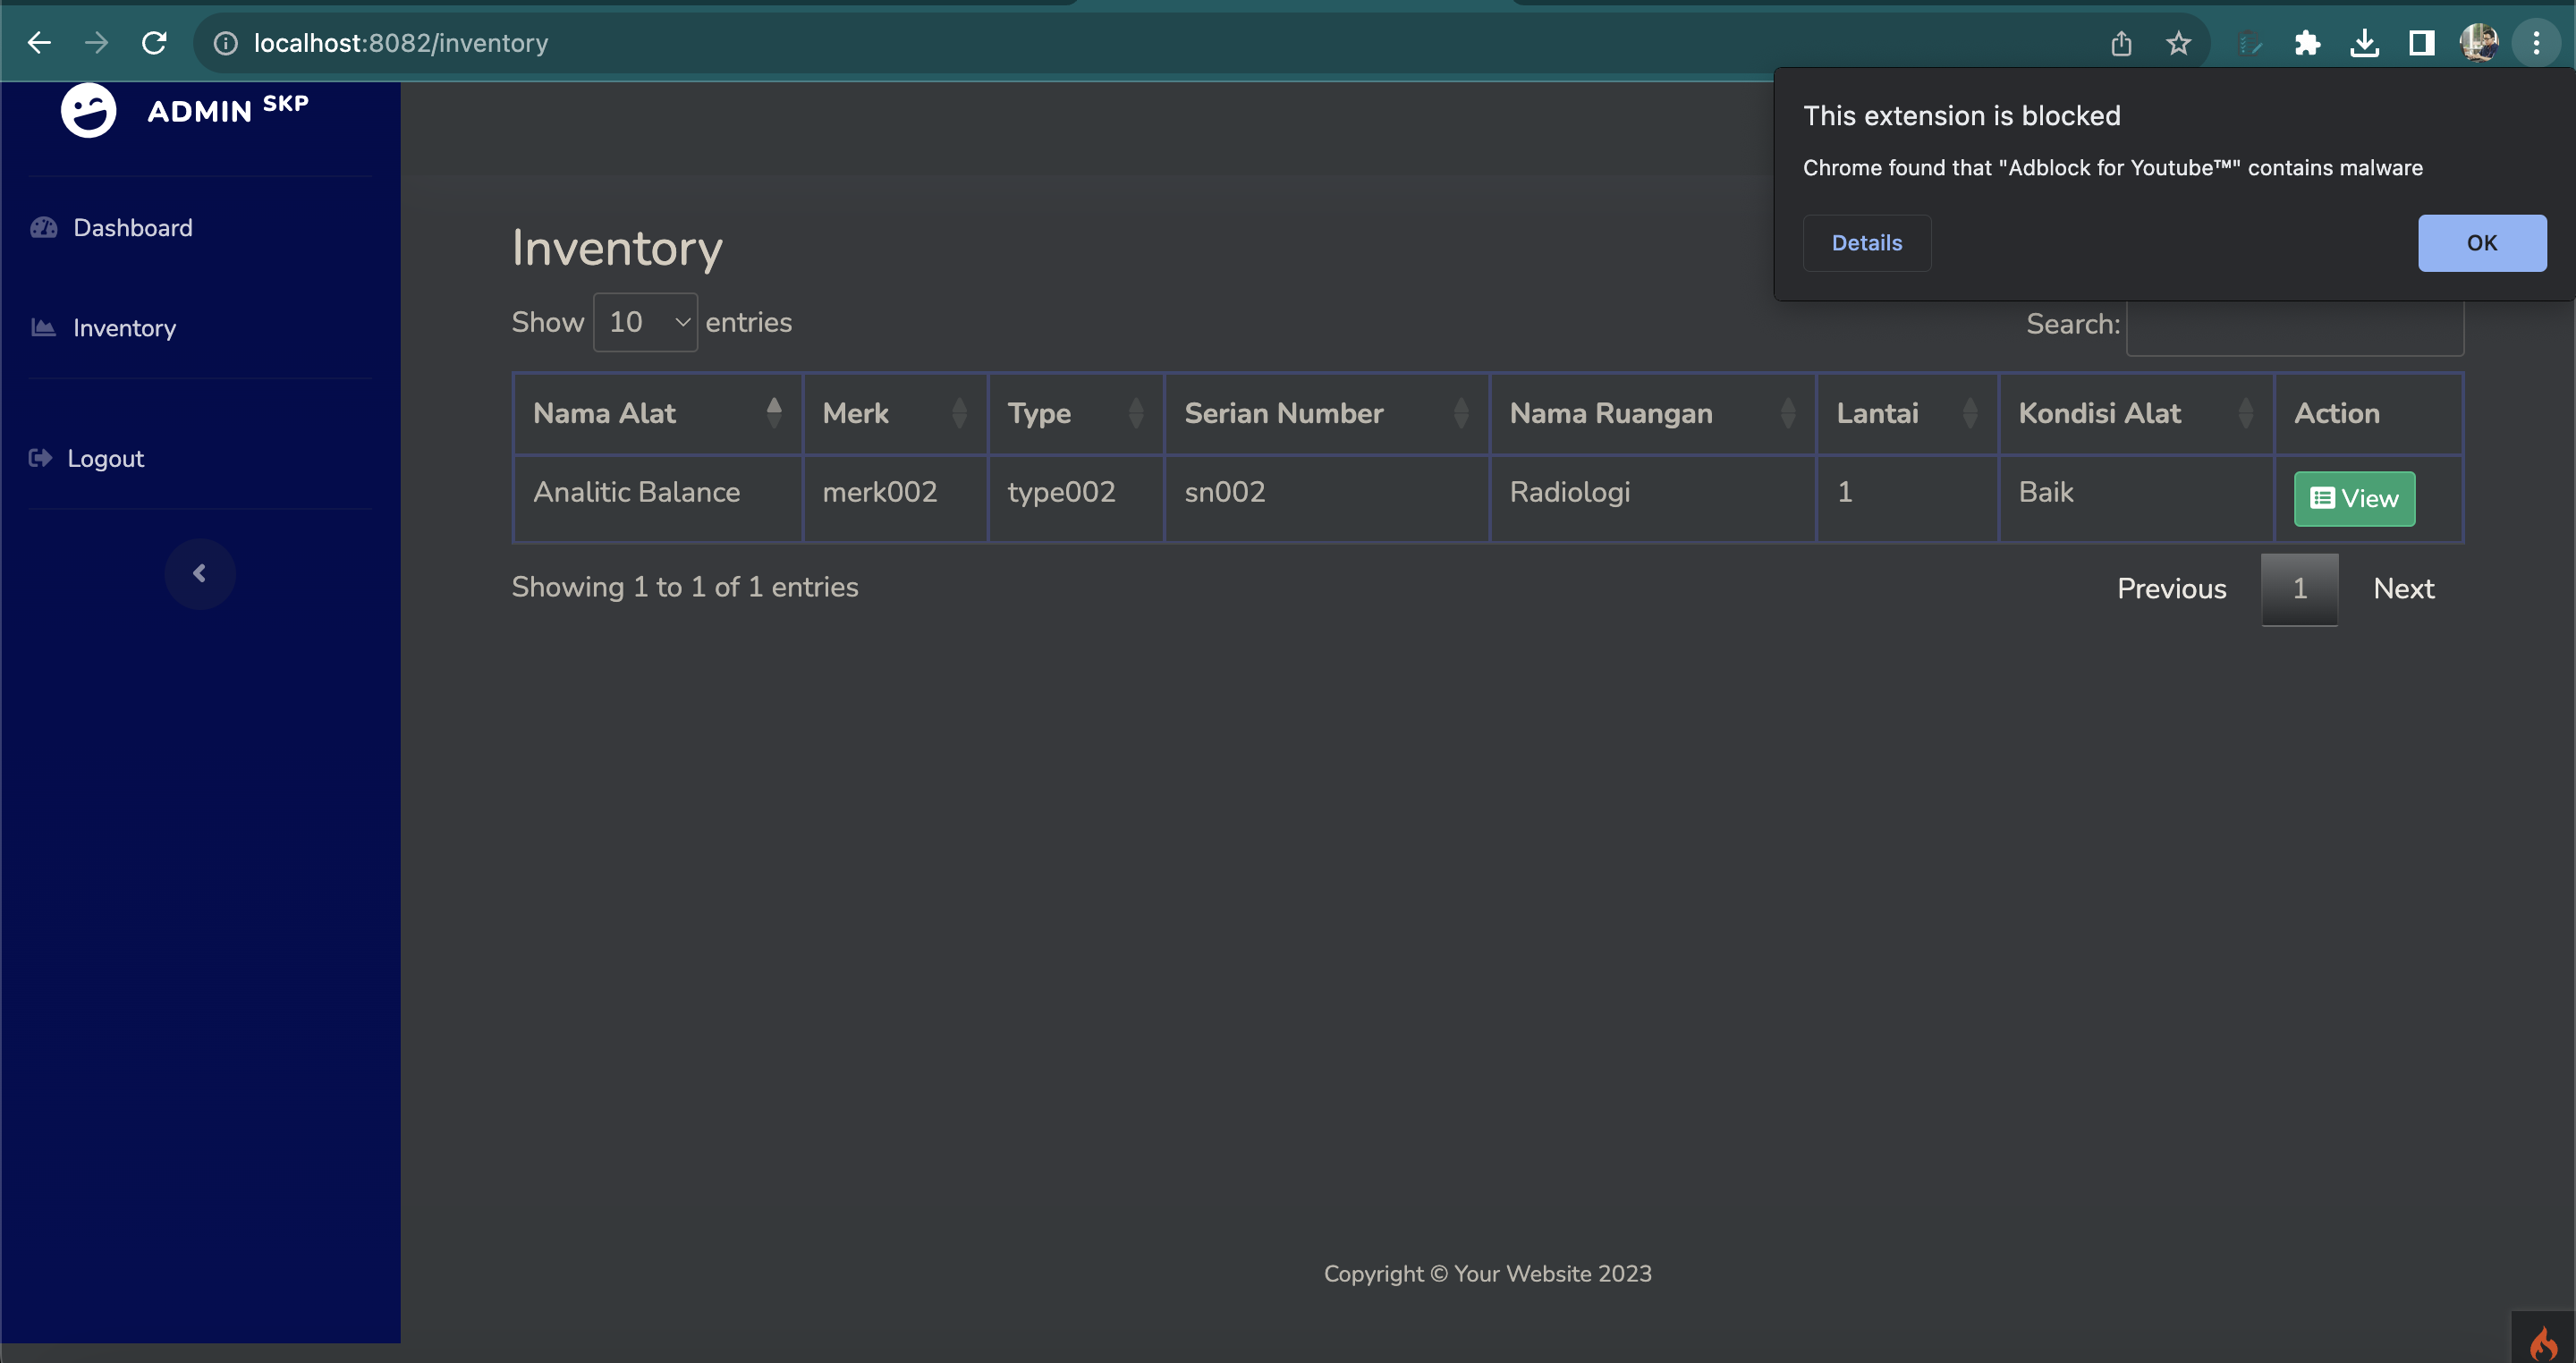 localhost:8082/inventory
ADMIN SKP
This extension is blocked
Chrome found that "Adblock for Youtube™" contains malware
Details
OK
Dashboard
Inventory
Logout
Inventory
Show 10 entries
Search:
Nama Alat Merk Type Serian Number Nama Ruangan Lantai Kondisi Alat Action
Analitic Balance merk002 type002 sn002 Radiologi 1 Baik View
Showing 1 to 1 of 1 entries
Previous 1 Next
Copyright © Your Website 2023